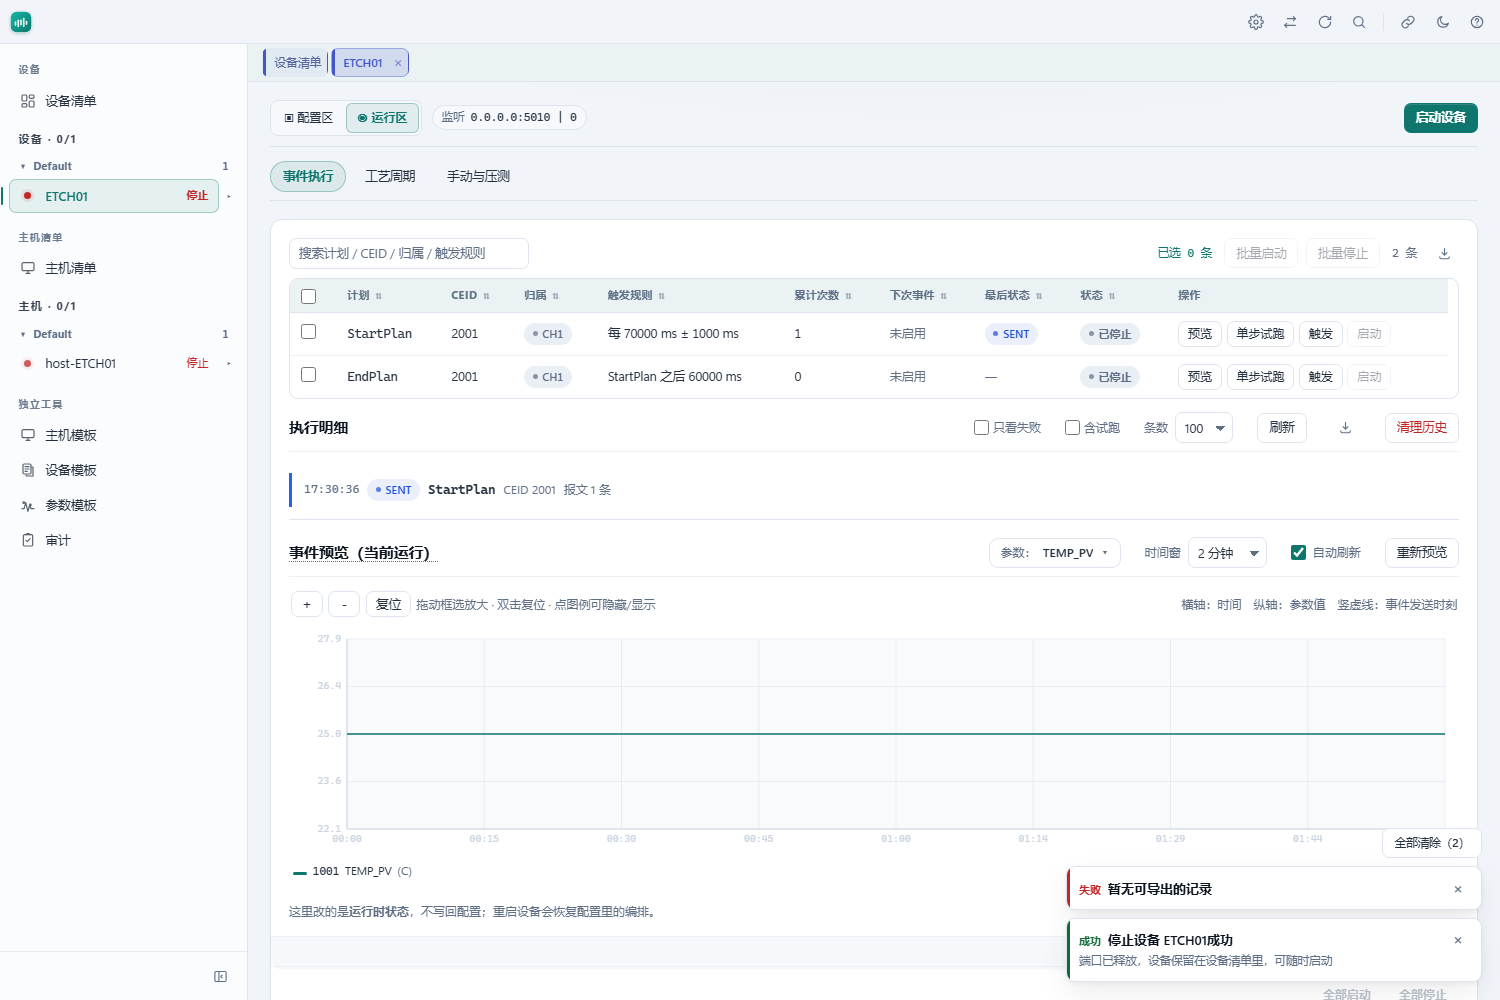 设备清单
ETCH01 ×
设备
设备清单
设备 · 0/1
Default 1
ETCH01 停止
主机清单
主机清单
主机 · 0/1
Default 1
host-ETCH01 停止
独立工具
主机模板
设备模板
参数模板
审计
配置区 运行区 监听 0.0.0.0:5010 | 0 启动设备
事件执行 工艺周期 手动与压测
搜索计划 / CEID / 归属 / 触发规则 已选 0 条 批量启动 批量停止 2 条
计划 CEID 归属 触发规则 累计次数 下次事件 最后状态 状态 操作
StartPlan 2001 CH1 每 70000 ms ± 1000 ms 1 未启用 SENT 已停止 预览 单步试跑 触发 启动
EndPlan 2001 CH1 StartPlan 之后 60000 ms 0 未启用 — 已停止 预览 单步试跑 触发 启动
执行明细 只看失败 含试跑 条数 100 刷新 清理历史
17:30:36 SENT StartPlan CEID 2001 报文 1 条
事件预览（当前运行） 参数： TEMP_PV 时间窗 2 分钟 自动刷新 重新预览
+ - 复位 拖动框选放大 · 双击复位 · 点图例可隐藏/显示 横轴：时间 纵轴：参数值 竖虚线：事件发送时刻
27.9
26.4
25.0
23.6
22.1
00:00 00:15 00:30 00:45 01:00 01:14 01:29 01:44
1001 TEMP_PV (C)
这里改的是运行时状态，不写回配置；重启设备会恢复配置里的编排。
全部清除（2）
失败 暂无可导出的记录 ×
成功 停止设备 ETCH01成功 ×
端口已释放，设备保留在设备清单里，可随时启动
全部启动 全部停止